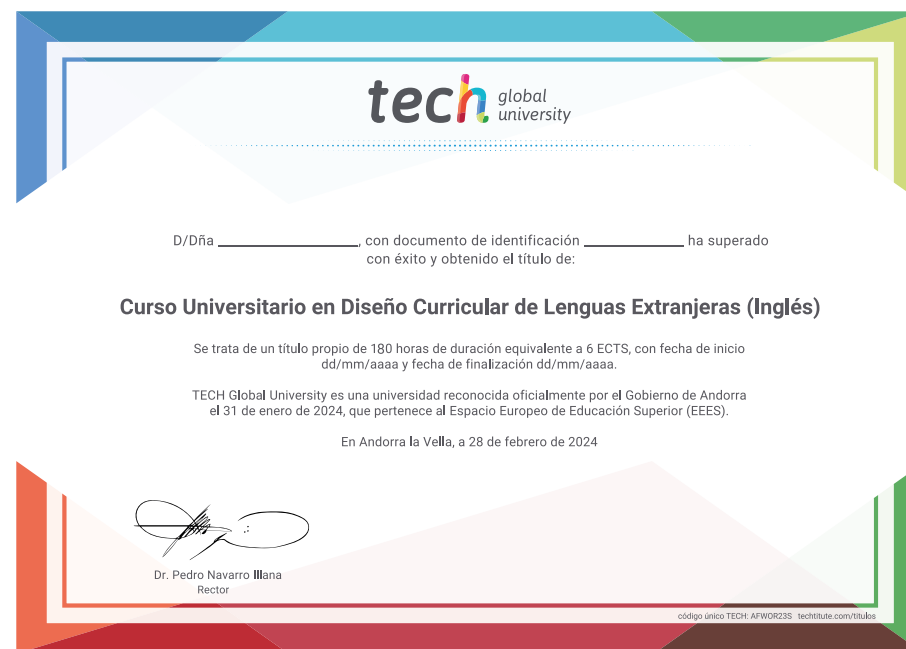 tech global university
D/Dña ________________, con documento de identificación ____________ ha superado
con éxito y obtenido el título de:
Curso Universitario en Diseño Curricular de Lenguas Extranjeras (Inglés)
Se trata de un título propio de 180 horas de duración equivalente a 6 ECTS, con fecha de inicio
dd/mm/aaaa y fecha de finalización dd/mm/aaaa.
TECH Global University es una universidad reconocida oficialmente por el Gobierno de Andorra
el 31 de enero de 2024, que pertenece al Espacio Europeo de Educación Superior (EEES).
En Andorra la Vella, a 28 de febrero de 2024
Dr. Pedro Navarro Illana
Rector
código único TECH: AFWOR23S techtitute.com/titulos